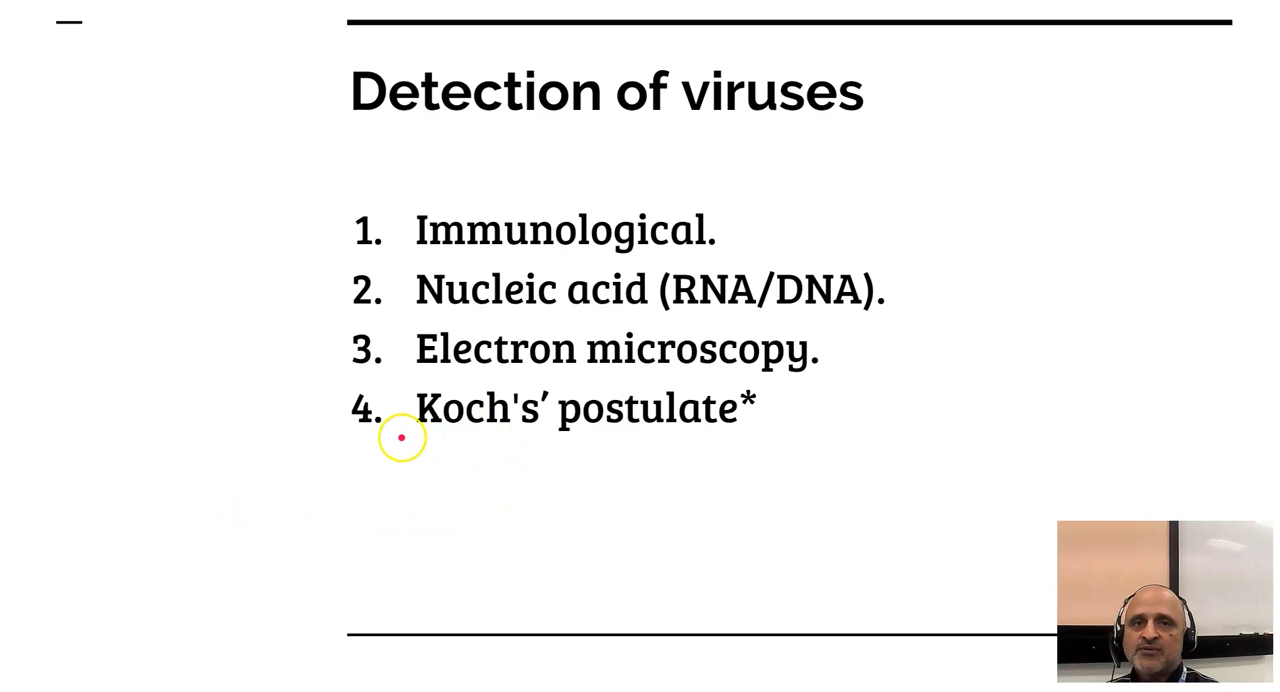 Detection of viruses
1. Immunological.
2. Nucleic acid (RNA/DNA).
3. Electron microscopy.
4. Koch's’ postulate*